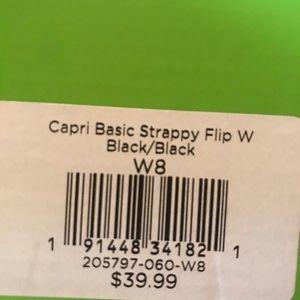 Capri Basic Strappy Flip W
Black/Black
W8
1 91448 34182 1
205797-060-W8
$39.99